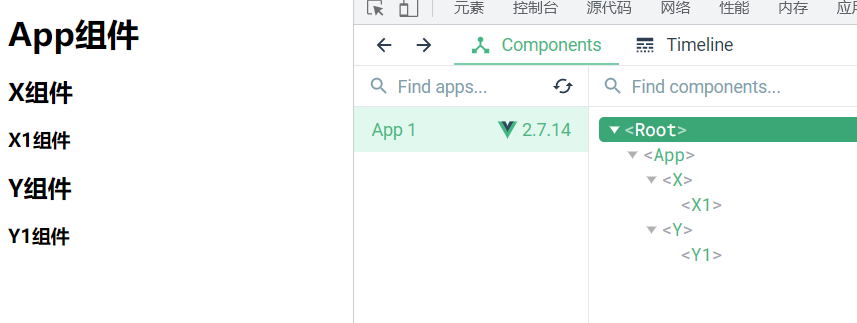 App组件
X组件
X1组件
Y组件
Y1组件
元素 控制台 源代码 网络 性能 内存
Components Timeline
Find apps... Find components...
App 1 2.7.14
<Root>
<App>
<X>
<X1>
<Y>
<Y1>